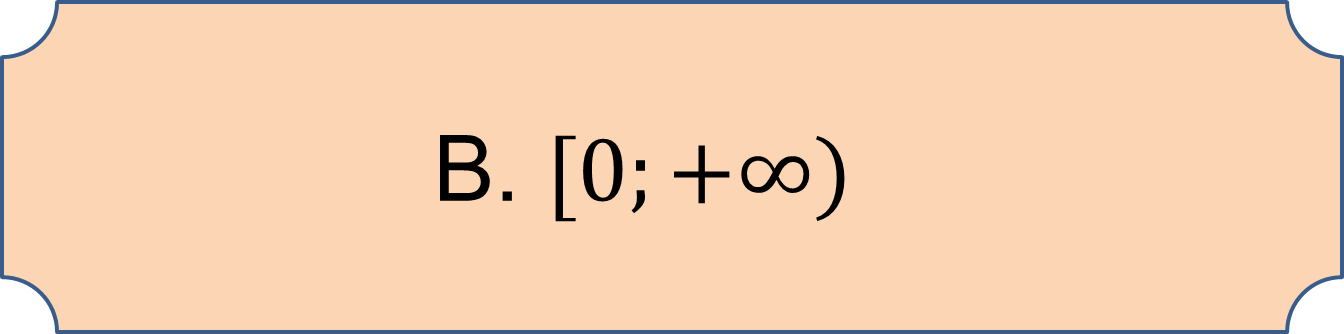 B. [0; +∞)